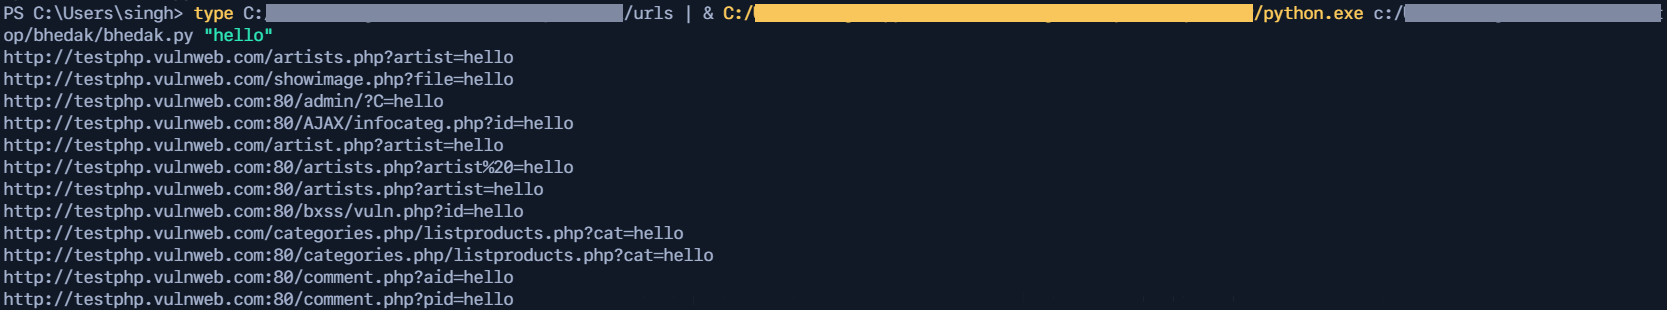 PS C:\Users\singh> type C:/urls | & C:/python.exe c:/
op/bhedak/bhedak.py "hello"
http://testphp.vulnweb.com/artists.php?artist=hello
http://testphp.vulnweb.com/showimage.php?file=hello
http://testphp.vulnweb.com:80/admin/?C=hello
http://testphp.vulnweb.com:80/AJAX/infocateg.php?id=hello
http://testphp.vulnweb.com/artist.php?artist=hello
http://testphp.vulnweb.com:80/artists.php?artist%20=hello
http://testphp.vulnweb.com:80/artists.php?artist=hello
http://testphp.vulnweb.com:80/bxss/vuln.php?id=hello
http://testphp.vulnweb.com/categories.php/listproducts.php?cat=hello
http://testphp.vulnweb.com:80/categories.php/listproducts.php?cat=hello
http://testphp.vulnweb.com:80/comment.php?aid=hello
http://testphp.vulnweb.com:80/comment.php?pid=hello